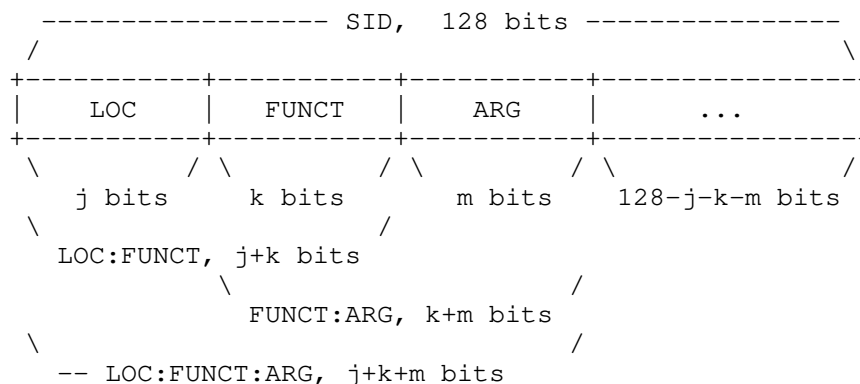 ------------------- SID,  128 bits ----------------
/                                                     \
+------------+------------+------------+-----------------
|    LOC     |   FUNCT    |    ARG     |       ...
+------------+------------+------------+-----------------
\          / \          / \          / \               /
j bits     k bits       m bits    128-j-k-m bits
\                       /
LOC:FUNCT, j+k bits
\                       /
FUNCT:ARG, k+m bits
\                                    /
-- LOC:FUNCT:ARG, j+k+m bits